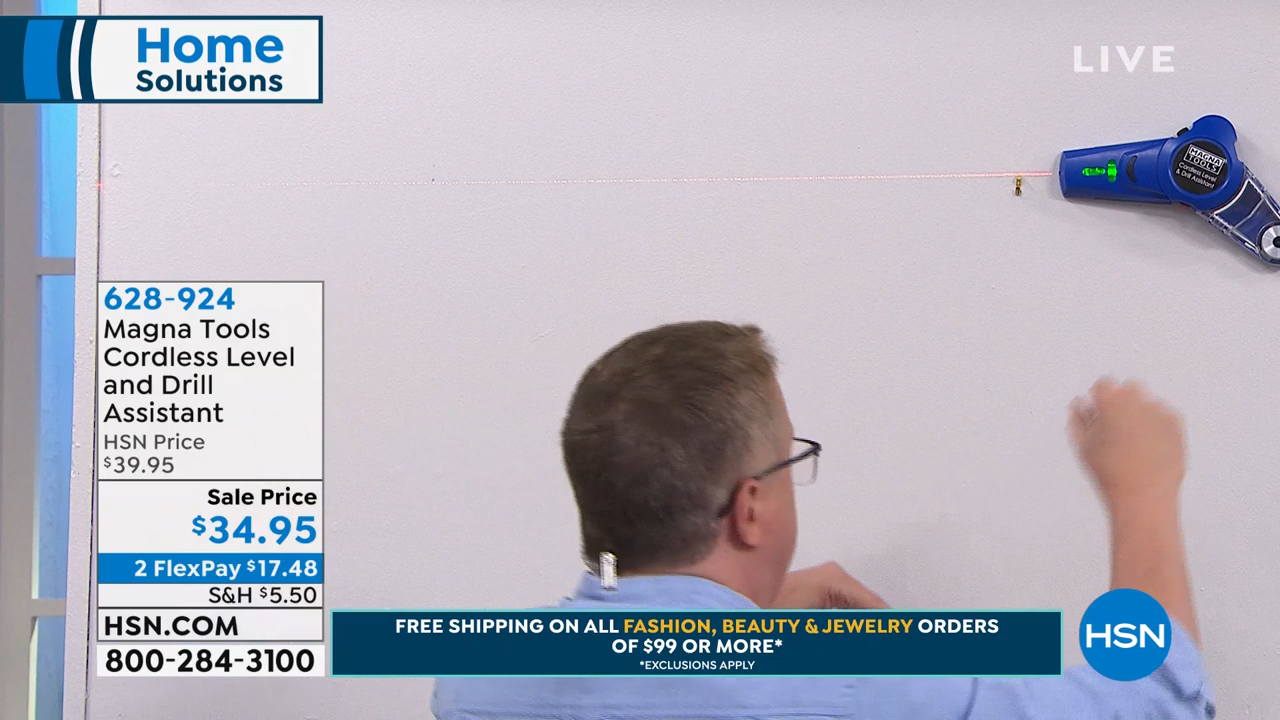 Home
Solutions
LIVE
MAGNA
TOOLS
Cordless Level
& Drill Assistant
628-924
Magna Tools
Cordless Level
and Drill
Assistant
HSN Price
$39.95
Sale Price
$34.95
2 FlexPay $17.48
S&H $5.50
HSN.COM
800-284-3100
FREE SHIPPING ON ALL FASHION, BEAUTY & JEWELRY ORDERS
OF $99 OR MORE*
*EXCLUSIONS APPLY
HSN